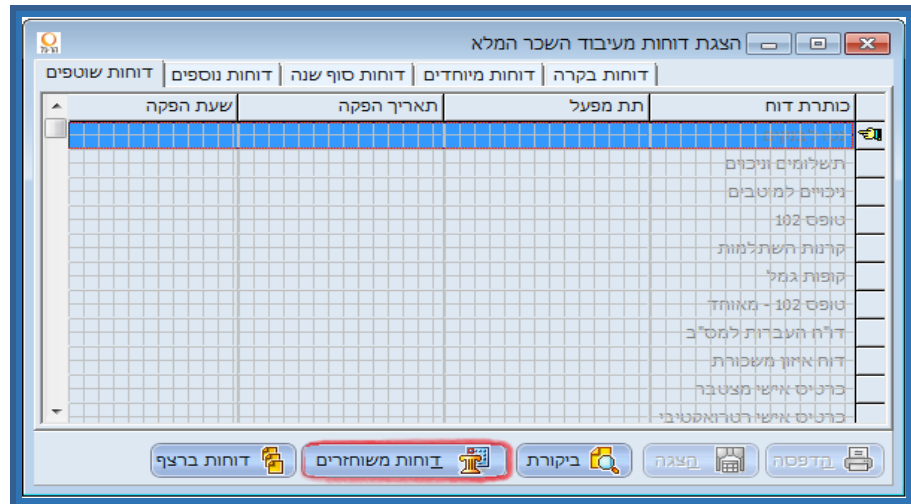 הצגת דוחות מעיבוד השכר המלא
דוחות שוטפים דוחות נוספים דוחות סוף שנה דוחות מיוחדים דוחות בקרה
כותרת דוח תת מפעל תאריך הפקה שעת הפקה
תשלומים וניכוים
ניכויים למוטבים
טופס 102
קרנות השתלמות
קופות גמל
טופס 102 - מאוחד
דו"ח העברות למס"ב
דוח איזון משכורת
כרטיס אישי מצטבר
כרטיס אישי רטרואקטיבי
הדפסה הצגה ביקורת דוחות משוחזרים דוחות ברצף